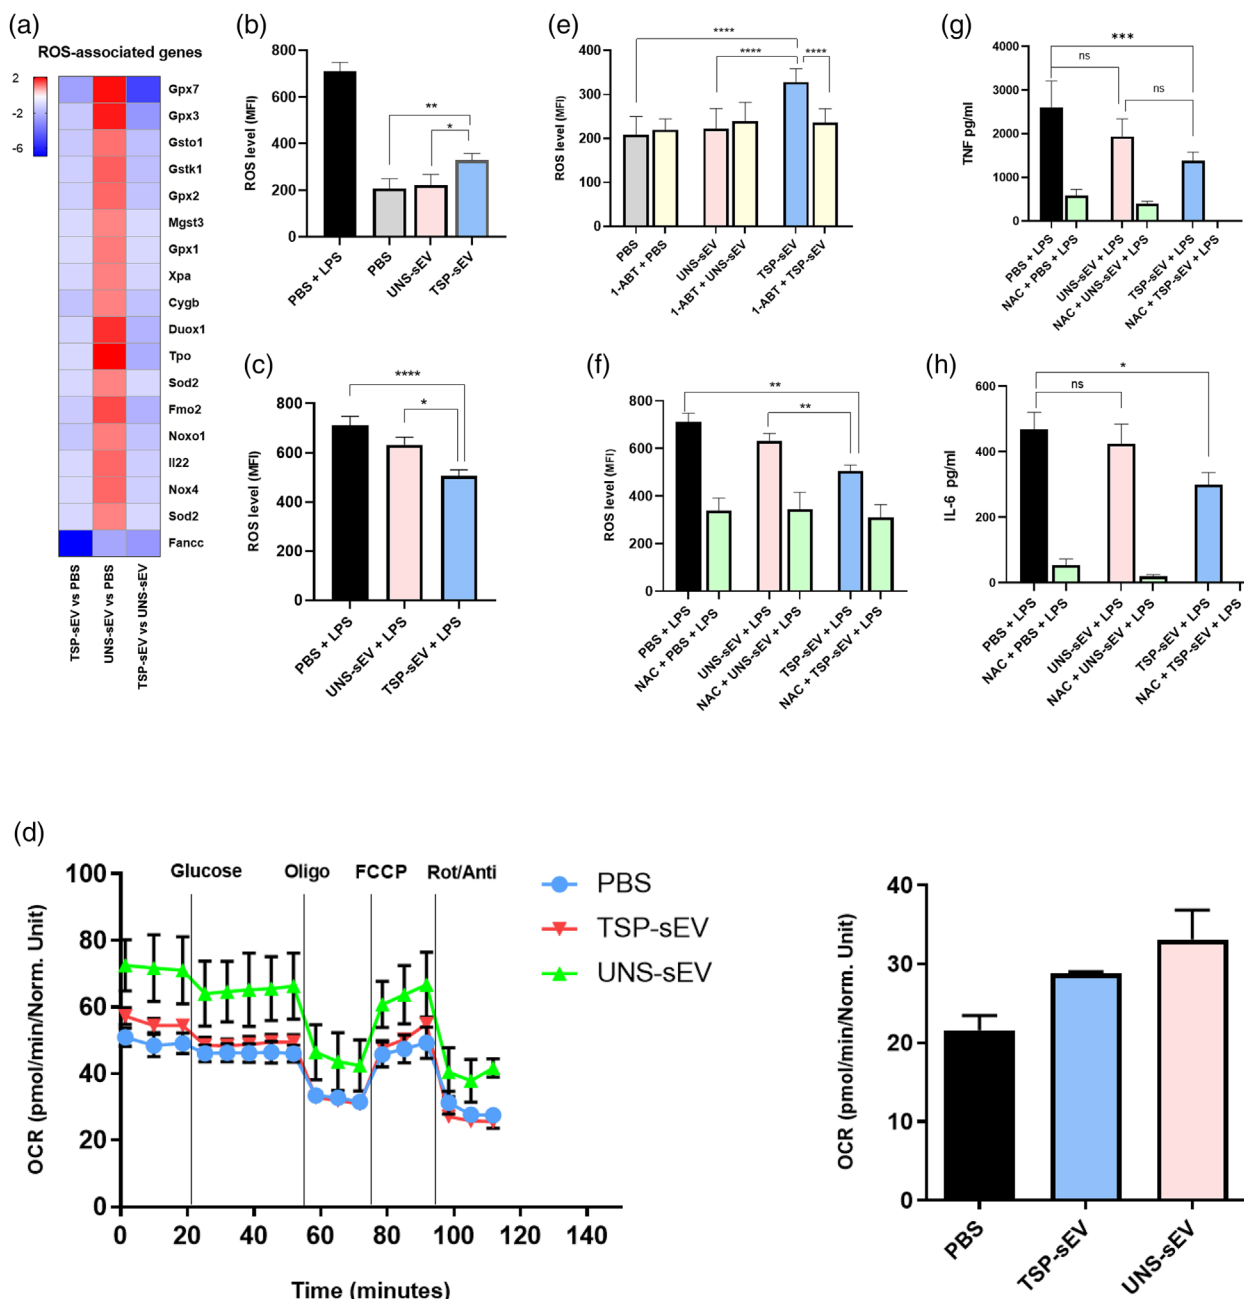 (a)
ROS-associated genes
2
-2
-6
Gpx7
Gpx3
Gsto1
Gstk1
Gpx2
Mgst3
Gpx1
Xpa
Cygb
Duox1
Tpo
Sod2
Fmo2
Noxo1
Il22
Nox4
Sod2
Fancc
TSP-sEV vs PBS
UNS-sEV vs PBS
TSP-sEV vs UNS-sEV
(b)
ROS level (MFI)
800
600
400
200
0
**
*
PBS + LPS
PBS
UNS-sEV
TSP-sEV
(c)
ROS level (MFI)
800
600
400
200
0
****
*
PBS + LPS
UNS-sEV + LPS
TSP-sEV + LPS
(e)
ROS level (MFI)
400
300
200
100
0
****
****
****
PBS
1-ABT + PBS
UNS-sEV
1-ABT + UNS-sEV
TSP-sEV
1-ABT + TSP-sEV
(f)
ROS level (MFI)
800
600
400
200
0
**
**
PBS + LPS
NAC + PBS + LPS
UNS-sEV + LPS
NAC + UNS-sEV + LPS
TSP-sEV + LPS
NAC + TSP-sEV + LPS
(g)
TNF pg/ml
4000
3000
2000
1000
0
***
ns
ns
PBS + LPS
NAC + PBS + LPS
UNS-sEV + LPS
NAC + UNS-sEV + LPS
TSP-sEV + LPS
NAC + TSP-sEV + LPS
(h)
IL-6 pg/ml
600
400
200
0
*
ns
PBS + LPS
NAC + PBS + LPS
UNS-sEV + LPS
NAC + UNS-sEV + LPS
TSP-sEV + LPS
NAC + TSP-sEV + LPS
(d)
OCR (pmol/min/Norm. Unit)
100
80
60
40
20
0
Glucose
Oligo
FCCP
Rot/Anti
0 20 40 60 80 100 120 140
Time (minutes)
PBS
TSP-sEV
UNS-sEV
OCR (pmol/min/Norm. Unit)
40
30
20
10
0
PBS
TSP-sEV
UNS-sEV